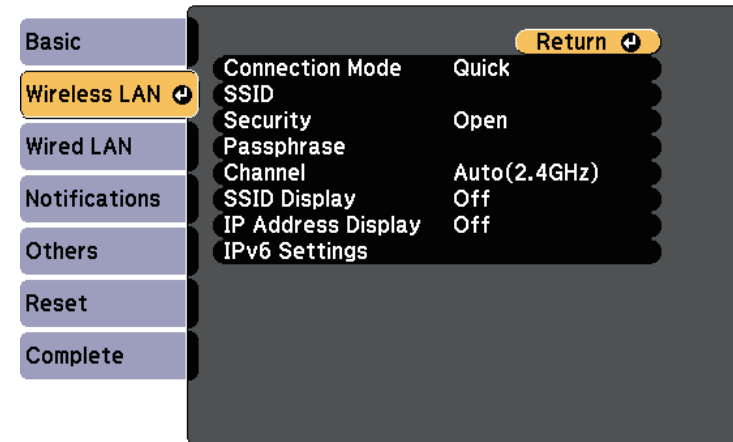 Basic
Wireless LAN
Wired LAN
Notifications
Others
Reset
Complete
Return
Connection Mode Quick
SSID
Security Open
Passphrase
Channel Auto(2.4GHz)
SSID Display Off
IP Address Display Off
IPv6 Settings